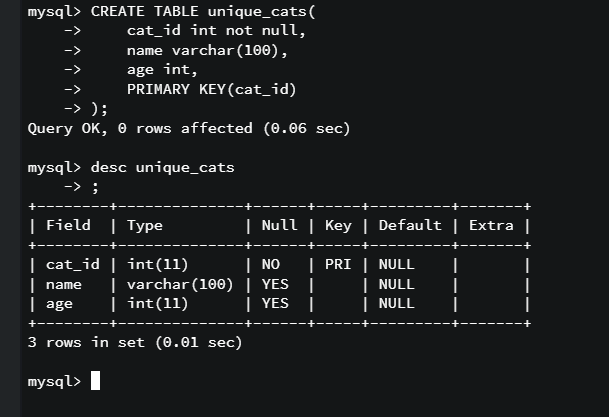 mysql> CREATE TABLE unique_cats(
    ->     cat_id int not null,
    ->     name varchar(100),
    ->     age int,
    ->     PRIMARY KEY(cat_id)
    -> );
Query OK, 0 rows affected (0.06 sec)

mysql> desc unique_cats
    -> ;
+--------+--------------+------+-----+---------+-------+
| Field  | Type         | Null | Key | Default | Extra |
+--------+--------------+------+-----+---------+-------+
| cat_id | int(11)      | NO   | PRI | NULL    |       |
| name   | varchar(100) | YES  |     | NULL    |       |
| age    | int(11)      | YES  |     | NULL    |       |
+--------+--------------+------+-----+---------+-------+
3 rows in set (0.01 sec)

mysql>